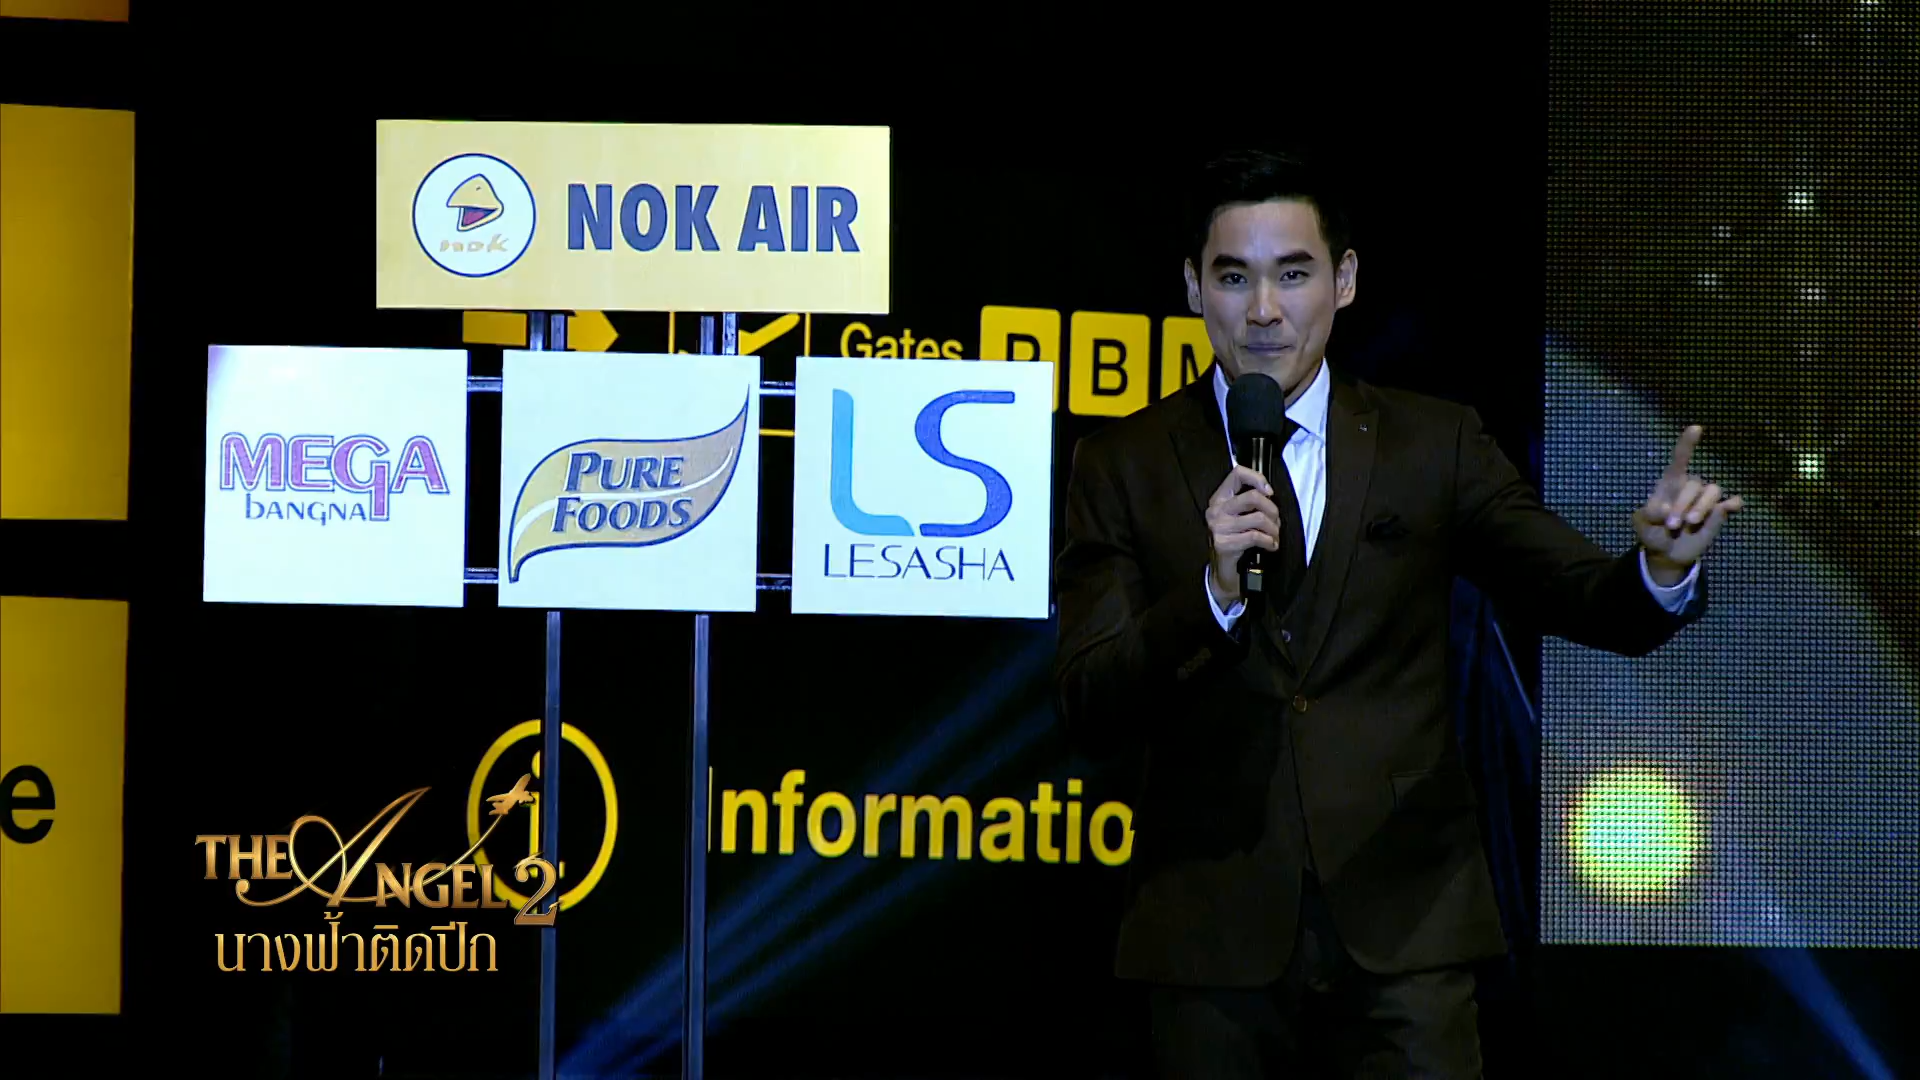 nok
NOK AIR
Gates B M
MEGA
bANGNA
PURE
FOODS
LS
LESASHA
e
Informatio
THE ANGEL 2
นางฟ้าติดปีก